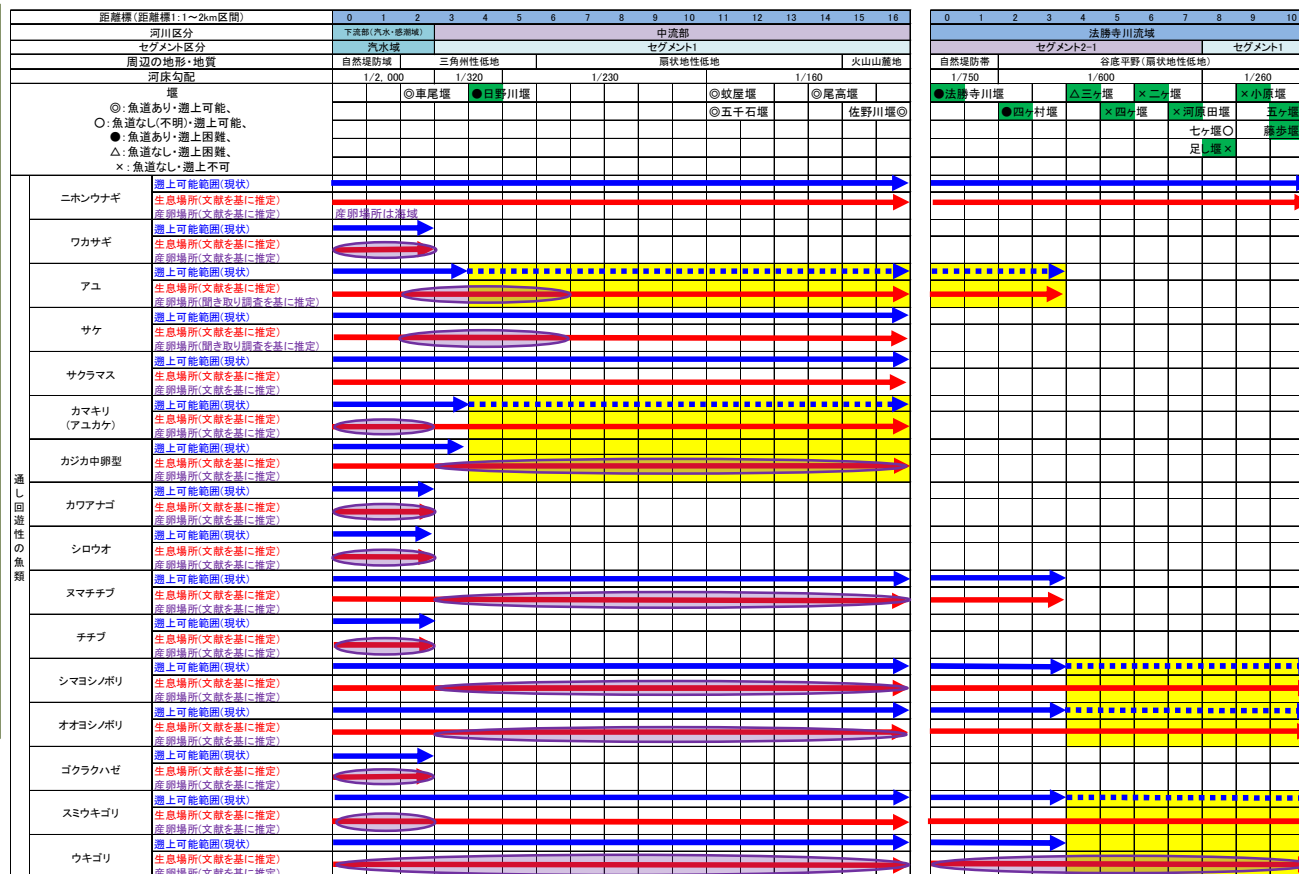 距離標(距離標1:1～2km区間) 0 1 2 3 4 5 6 7 8 9 10 11 12 13 14 15 16 0 1 2 3 4 5 6 7 8 9 10
河川区分 下流部(汽水・感潮域) 中流部 法勝寺川流域
セグメント区分 汽水域 セグメント1 セグメント2-1 セグメント1
周辺の地形・地質 自然堤防域 三角州性低地 扇状地性低地 火山山麓地 自然堤防帯 谷底平野(扇状地性低地)
河床勾配 1/2,000 1/320 1/230 1/160 1/750 1/600 1/260
堰 ◎車尾堰 ●日野川堰 ◎蚊屋堰 ◎尾高堰 ●法勝寺川堰 △三ヶ堰 ×二ヶ堰 ×小原堰
◎:魚道あり・遡上可能、 ◎五千石堰 佐野川堰◎ ●四ヶ村堰 ×四ヶ堰 ×河原田堰 五ヶ堰
○:魚道なし(不明)・遡上可能、 七ヶ堰○ 藤歩堰
●:魚道あり・遡上困難、 足し堰×
△:魚道なし・遡上困難、
×:魚道なし・遡上不可
通し回遊性の魚類
ニホンウナギ 遡上可能範囲(現状)
生息場所(文献を基に推定)
産卵場所(文献を基に推定) 産卵場所は海域
ワカサギ 遡上可能範囲(現状)
生息場所(文献を基に推定)
産卵場所(文献を基に推定)
アユ 遡上可能範囲(現状)
生息場所(文献を基に推定)
産卵場所(聞き取り調査を基に推定)
サケ 遡上可能範囲(現状)
生息場所(文献を基に推定)
産卵場所(聞き取り調査を基に推定)
サクラマス 遡上可能範囲(現状)
生息場所(文献を基に推定)
産卵場所(文献を基に推定)
カマキリ
(アユカケ) 遡上可能範囲(現状)
生息場所(文献を基に推定)
産卵場所(文献を基に推定)
カジカ中卵型 遡上可能範囲(現状)
生息場所(文献を基に推定)
産卵場所(文献を基に推定)
カワアナゴ 遡上可能範囲(現状)
生息場所(文献を基に推定)
産卵場所(文献を基に推定)
シロウオ 遡上可能範囲(現状)
生息場所(文献を基に推定)
産卵場所(文献を基に推定)
ヌマチチブ 遡上可能範囲(現状)
生息場所(文献を基に推定)
産卵場所(文献を基に推定)
チチブ 遡上可能範囲(現状)
生息場所(文献を基に推定)
産卵場所(文献を基に推定)
シマヨシノボリ 遡上可能範囲(現状)
生息場所(文献を基に推定)
産卵場所(文献を基に推定)
オオヨシノボリ 遡上可能範囲(現状)
生息場所(文献を基に推定)
産卵場所(文献を基に推定)
ゴクラクハゼ 遡上可能範囲(現状)
生息場所(文献を基に推定)
産卵場所(文献を基に推定)
スミウキゴリ 遡上可能範囲(現状)
生息場所(文献を基に推定)
産卵場所(文献を基に推定)
ウキゴリ 遡上可能範囲(現状)
生息場所(文献を基に推定)
産卵場所(文献を基に推定)